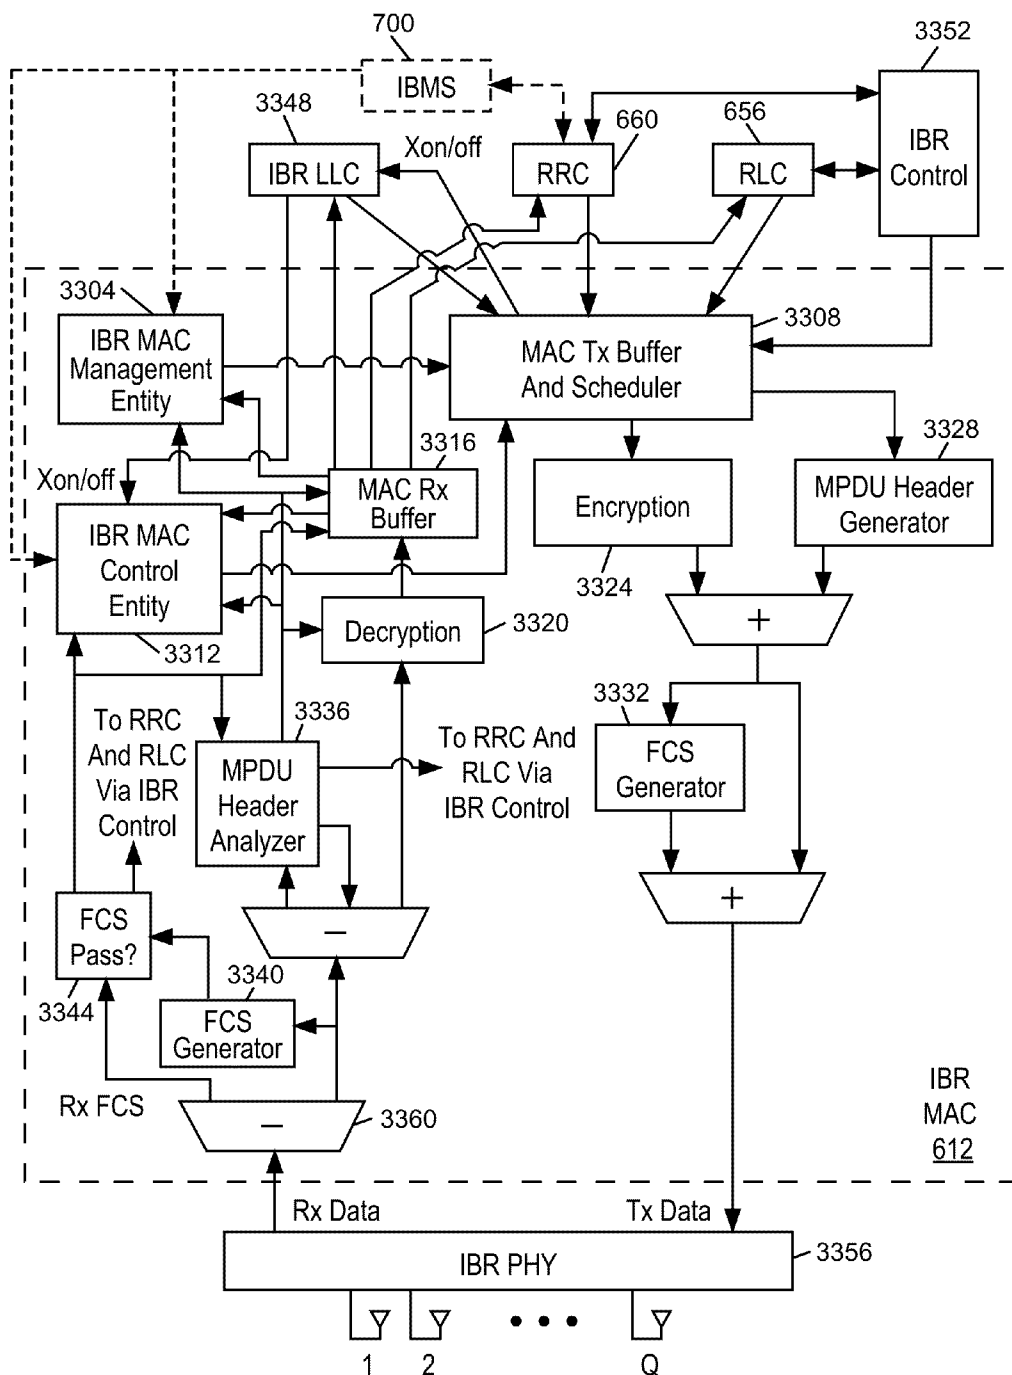 700
3352
IBMS
3348
660
656
IBR
Control
Xon/off
IBR LLC
RRC
RLC
3304
3308
IBR MAC
Management
Entity
MAC Tx Buffer
And Scheduler
3316
3328
Xon/off
MAC Rx
Buffer
Encryption
MPDU Header
Generator
IBR MAC
Control
Entity
3324
+
Decryption
3320
3312
3336
3332
To RRC
And RLC
Via IBR
Control
MPDU
Header
Analyzer
To RRC And
RLC Via
IBR Control
FCS
Generator
+
FCS
Pass?
–
3344
3340
FCS
Generator
Rx FCS
–
3360
IBR
MAC
612
Rx Data
Tx Data
IBR PHY
3356
• • •
1
2
Q